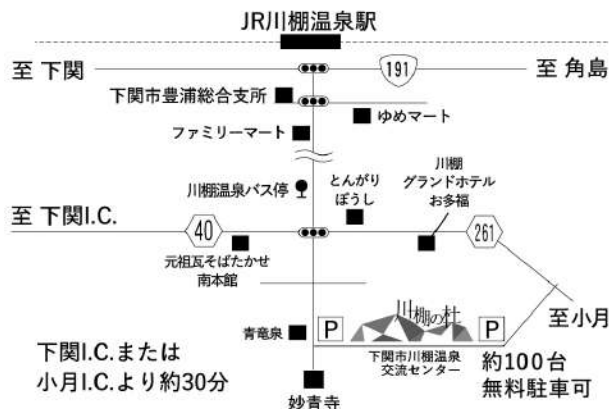 JR川棚温泉駅
至 下関
191
至 角島
下関市豊浦総合支所
ゆめマート
ファミリーマート
川棚温泉バス停
とんがり
ぼうし
川棚
グランドホテル
お多福
至 下関I.C.
40
261
元祖瓦そばたかせ
南本館
至小月
青竜泉
P
川棚の杜
P
下関市川棚温泉
交流センター
下関I.C.または
小月I.C.より約30分
約100台
無料駐車可
妙青寺